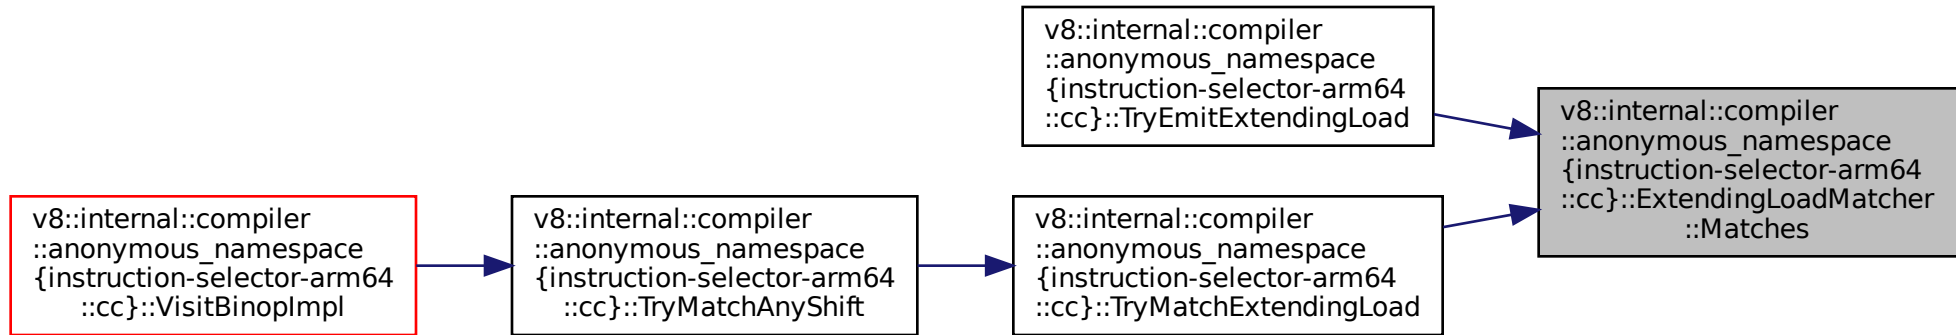 v8::internal::compiler
::anonymous_namespace
{instruction-selector-arm64
::cc}::TryEmitExtendingLoad
v8::internal::compiler
::anonymous_namespace
{instruction-selector-arm64
::cc}::ExtendingLoadMatcher
::Matches
v8::internal::compiler
::anonymous_namespace
{instruction-selector-arm64
::cc}::VisitBinopImpl
v8::internal::compiler
::anonymous_namespace
{instruction-selector-arm64
::cc}::TryMatchAnyShift
v8::internal::compiler
::anonymous_namespace
{instruction-selector-arm64
::cc}::TryMatchExtendingLoad